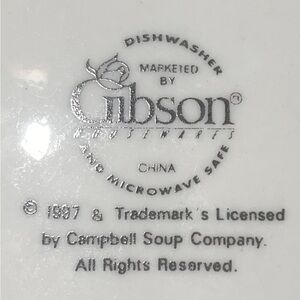 DISHWASHER
MARKETED
BY
Gibson®
HOUSEWARES
CHINA
AND MICROWAVE SAFE
© 1997 & Trademark's Licensed
by Campbell Soup Company.
All Rights Reserved.